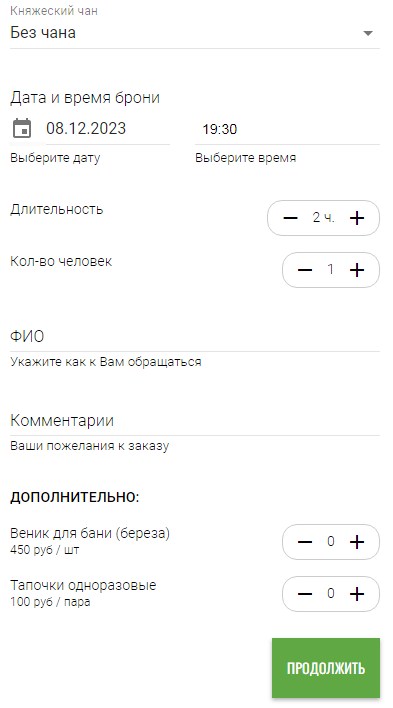 Княжеский чан
Без чана
Дата и время брони
08.12.2023
19:30
Выберите дату
Выберите время
Длительность
2 ч.
Кол-во человек
1
ФИО
Укажите как к Вам обращаться
Комментарии
Ваши пожелания к заказу
ДОПОЛНИТЕЛЬНО:
Веник для бани (береза)
450 руб / шт
0
Тапочки одноразовые
100 руб / пара
0
ПРОДОЛЖИТЬ